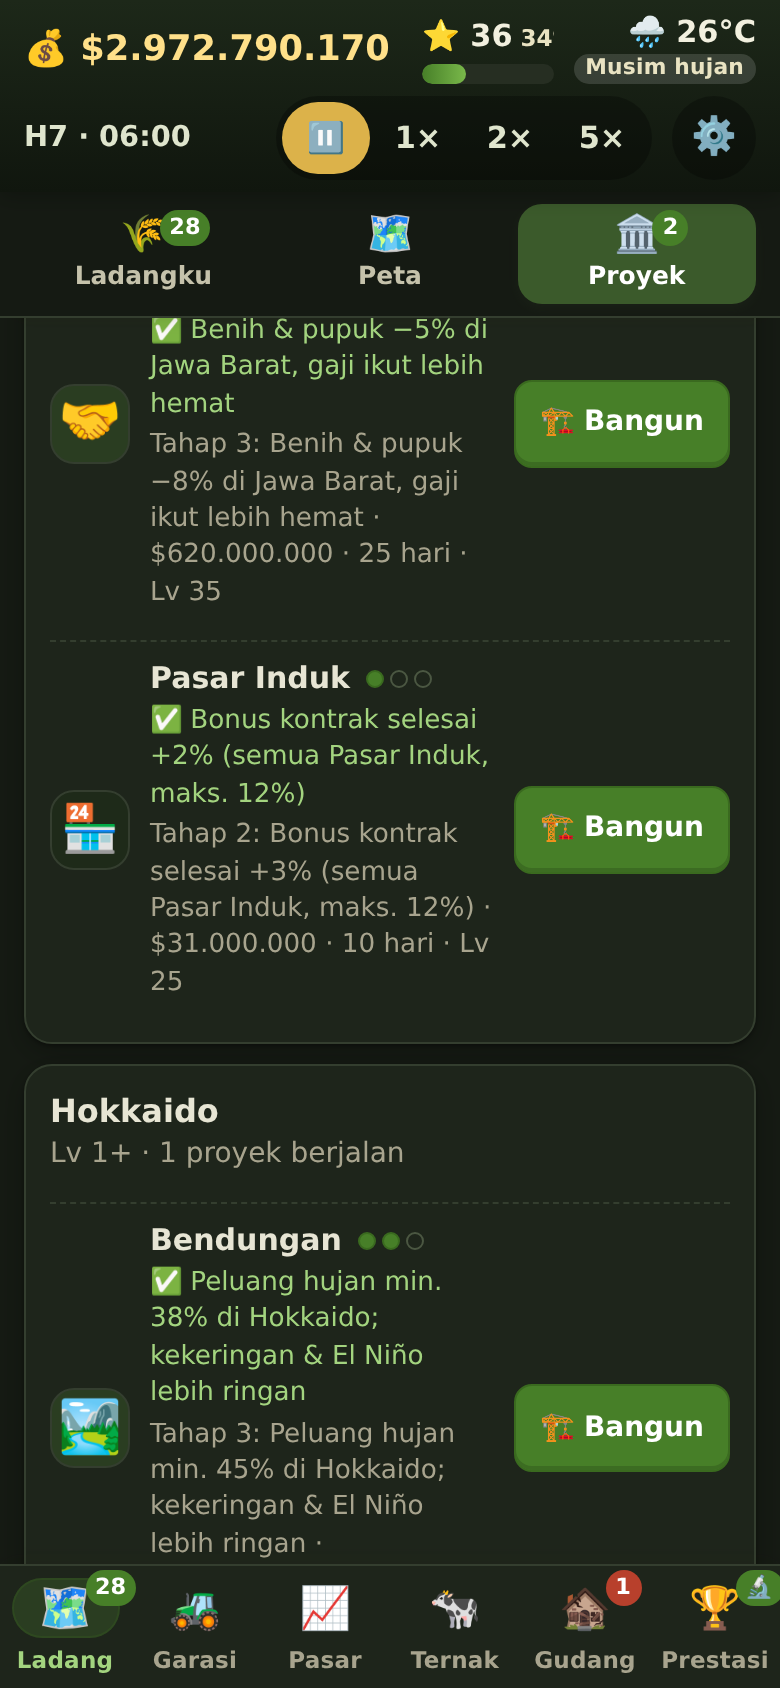 $2.972.790.170
36 34
26°C
Musim hujan
H7 · 06:00
1×
2×
5×
28
Ladangku
Peta
2
Proyek
✅ Benih & pupuk −5% di
Jawa Barat, gaji ikut lebih
hemat
Tahap 3: Benih & pupuk
−8% di Jawa Barat, gaji
ikut lebih hemat ·
$620.000.000 · 25 hari ·
Lv 35
🏗️ Bangun
Pasar Induk
✅ Bonus kontrak selesai
+2% (semua Pasar Induk,
maks. 12%)
Tahap 2: Bonus kontrak
selesai +3% (semua
Pasar Induk, maks. 12%) ·
$31.000.000 · 10 hari · Lv
25
24
🏗️ Bangun
Hokkaido
Lv 1+ · 1 proyek berjalan
Bendungan
✅ Peluang hujan min.
38% di Hokkaido;
kekeringan & El Niño
lebih ringan
Tahap 3: Peluang hujan
min. 45% di Hokkaido;
kekeringan & El Niño
lebih ringan ·
🏗️ Bangun
28
Ladang
Garasi
Pasar
Ternak
1
Gudang
Prestasi